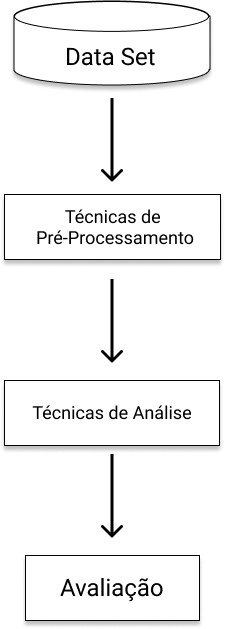 Data Set
Técnicas de
Pré-Processamento
Técnicas de Análise
Avaliação